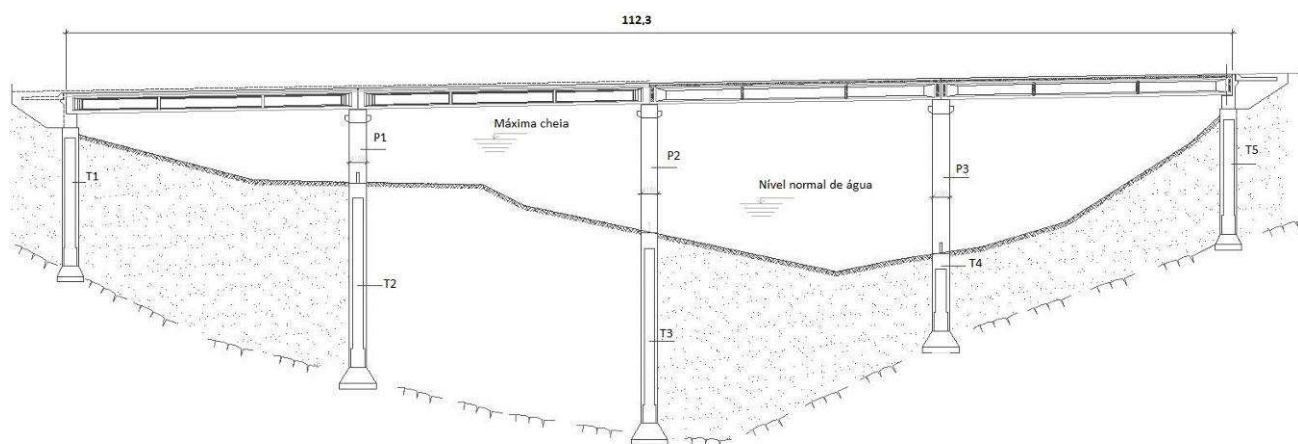 112,3
Máxima cheia
P1
P2
T1
T5
P3
Nível normal de água
T4
T2
T3